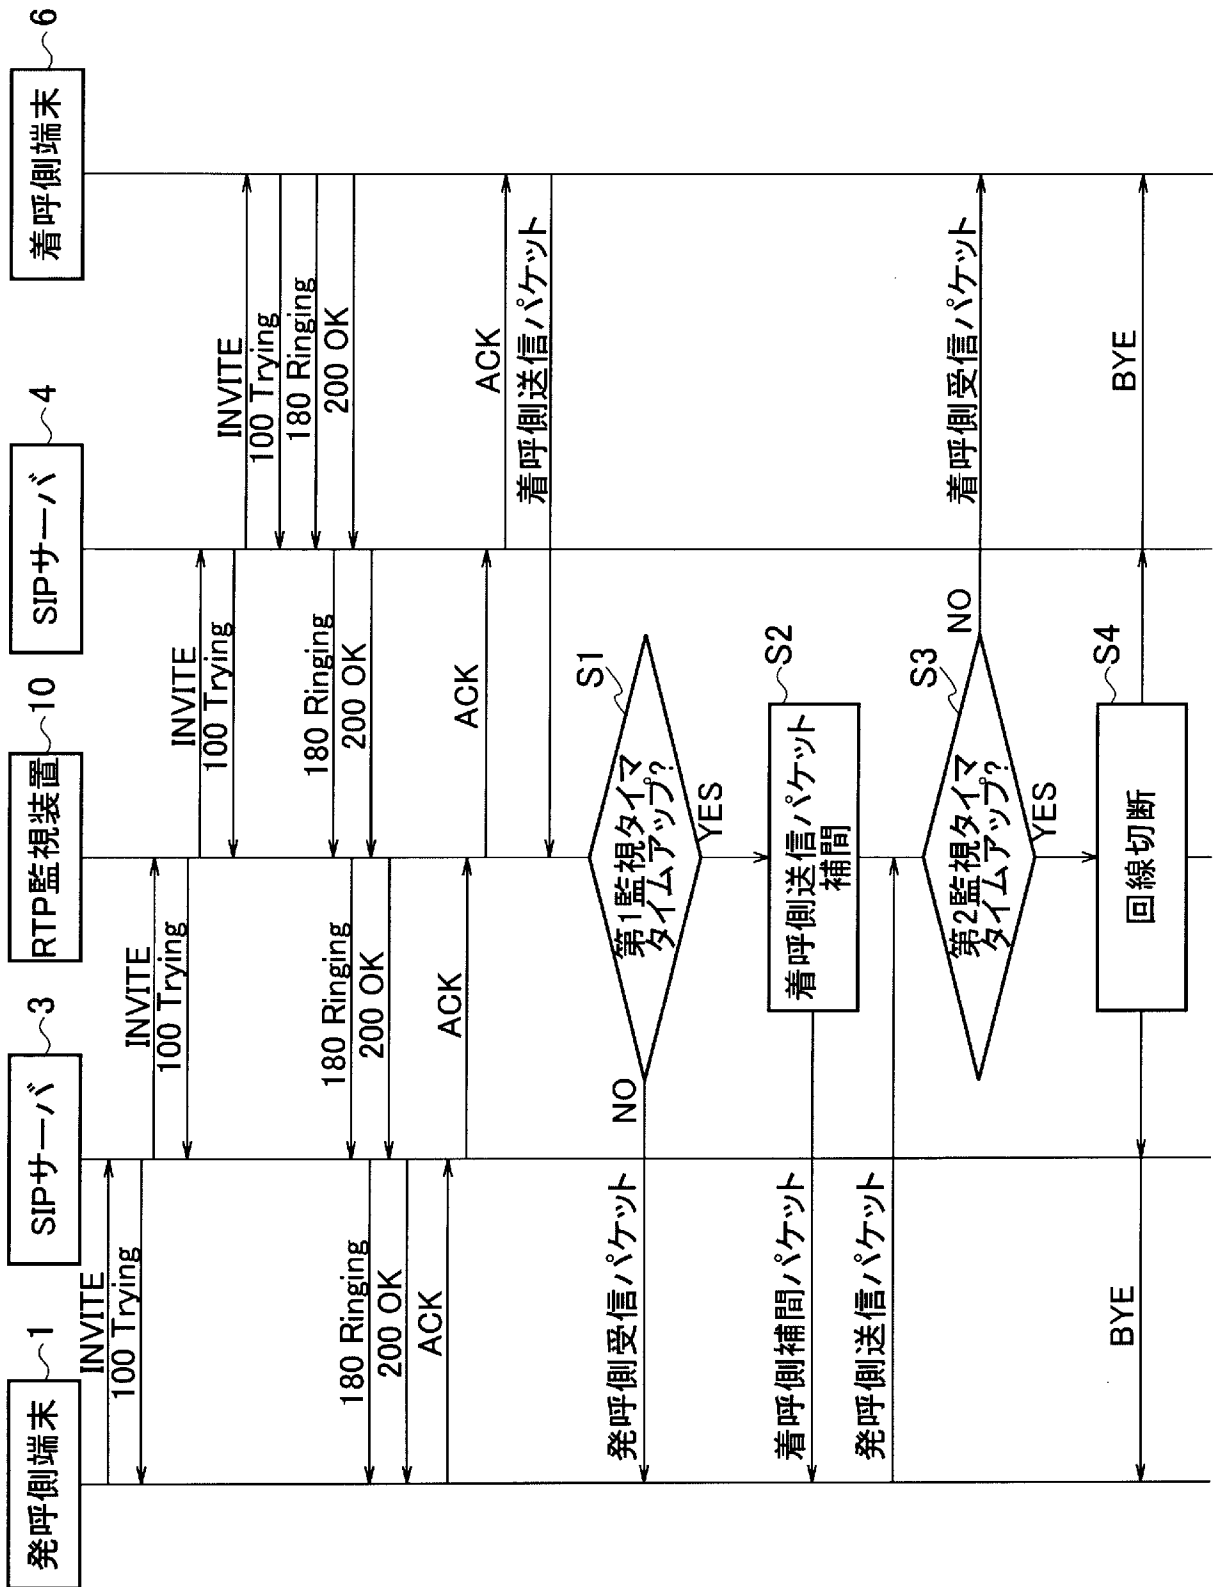 発呼側端末
1
SIPサーバ
3
RTP監視装置
10
SIPサーバ
4
着呼側端末
6
INVITE
100 Trying
INVITE
100 Trying
INVITE
100 Trying
INVITE
100 Trying
180 Ringing
200 OK
180 Ringing
200 OK
180 Ringing
200 OK
180 Ringing
200 OK
ACK
ACK
ACK
ACK
着呼側送信パケット
S1
第1監視タイマ
タイムアップ?
NO
YES
発呼側受信パケット
S2
着呼側送信パケット
補間
着呼側補間パケット
発呼側送信パケット
S3
第2監視タイマ
タイムアップ?
NO
YES
着呼側受信パケット
S4
回線切断
BYE
BYE